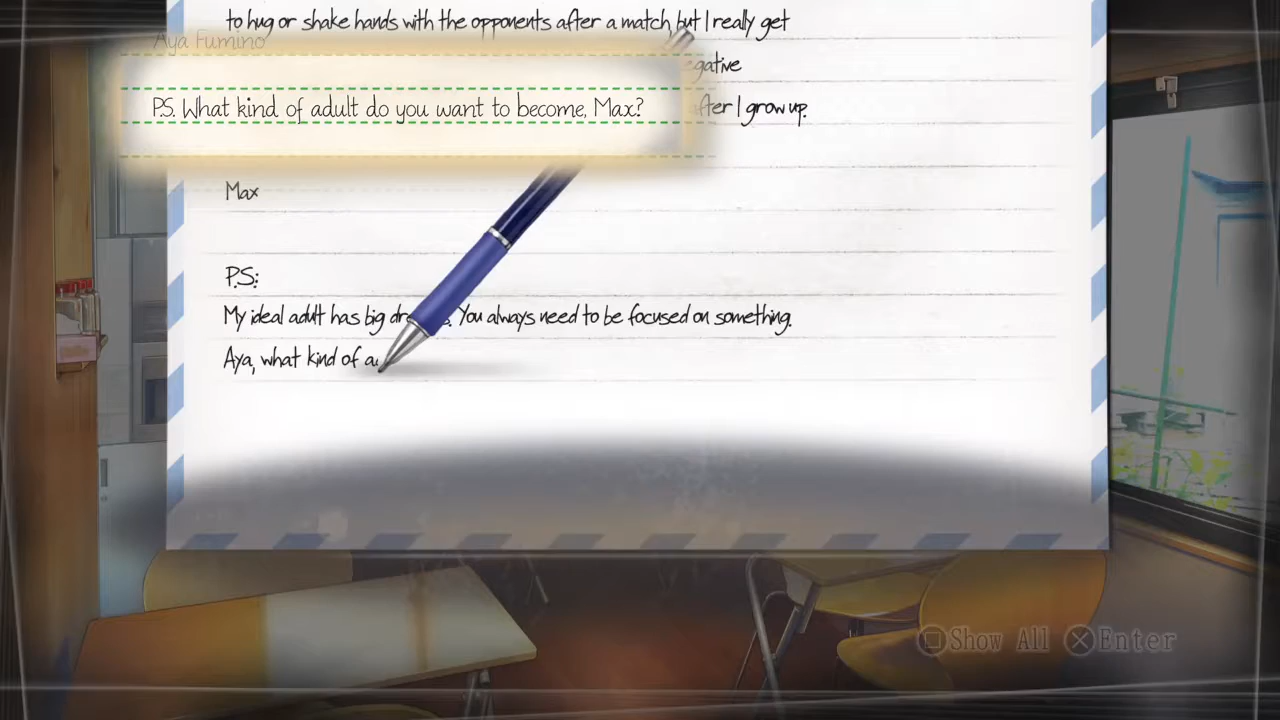 to hug or shake hands with the opponents after a match, but I really get
Aya Fumino
egative
P.S. What kind of adult do you want to become, Max?
fter I grow up.
Max
P.S.:
My ideal adult has big dre s. You always need to be focused on something.
Aya, what kind of a
Show All Enter